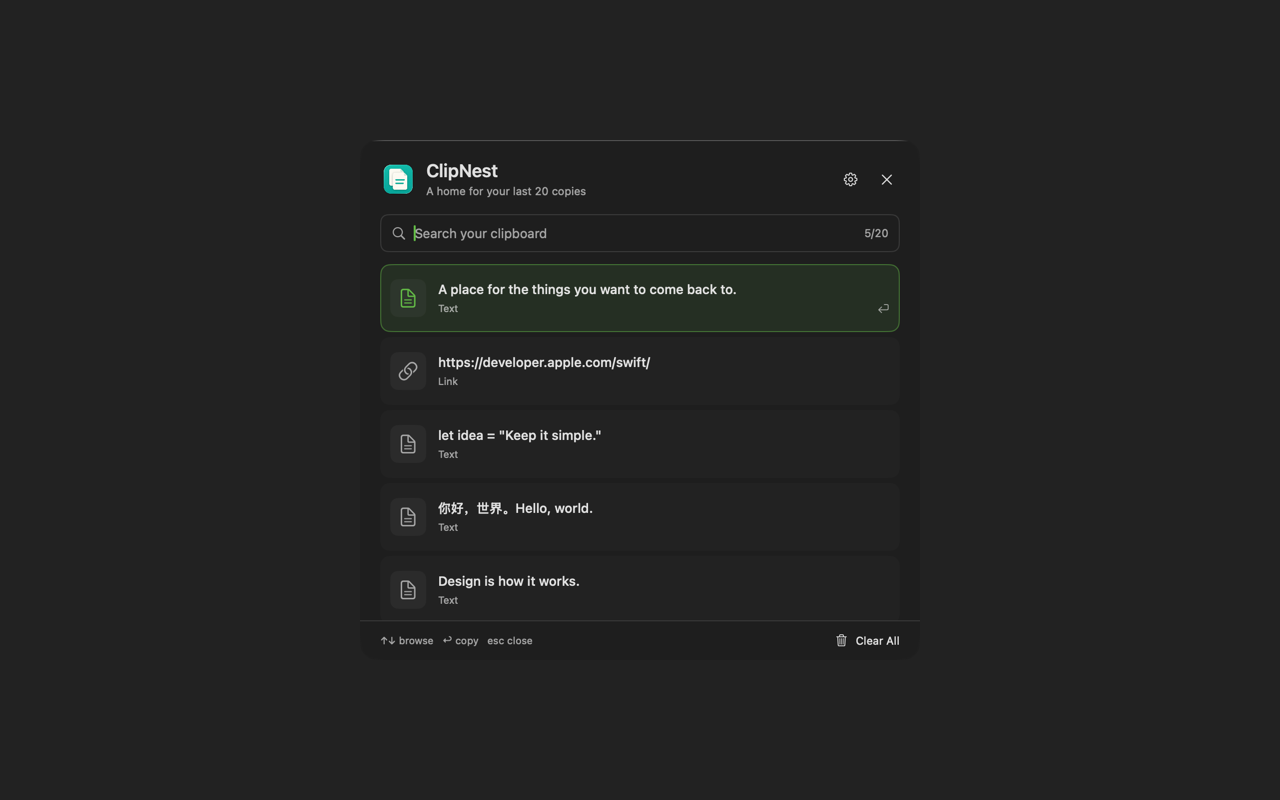 ClipNest
A home for your last 20 copies
Search your clipboard 5/20
A place for the things you want to come back to.
Text
https://developer.apple.com/swift/
Link
let idea = "Keep it simple."
Text
你好，世界。Hello, world.
Text
Design is how it works.
Text
↑↓ browse ↩ copy esc close Clear All